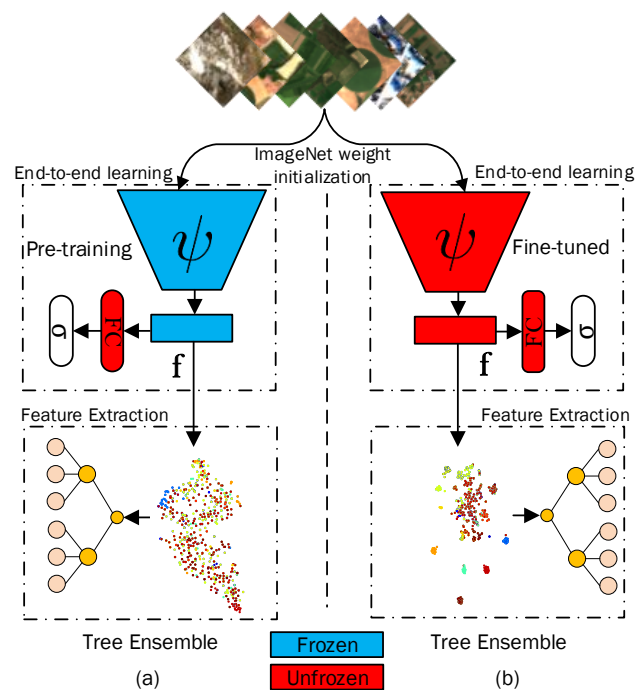 ImageNet weight
initialization
End-to-end learning
End-to-end learning
ψ
ψ
Pre-training
Fine-tuned
σ
FC
FC
σ
f
f
Feature Extraction
Feature Extraction
Tree Ensemble
Frozen
Tree Ensemble
(a)
Unfrozen
(b)